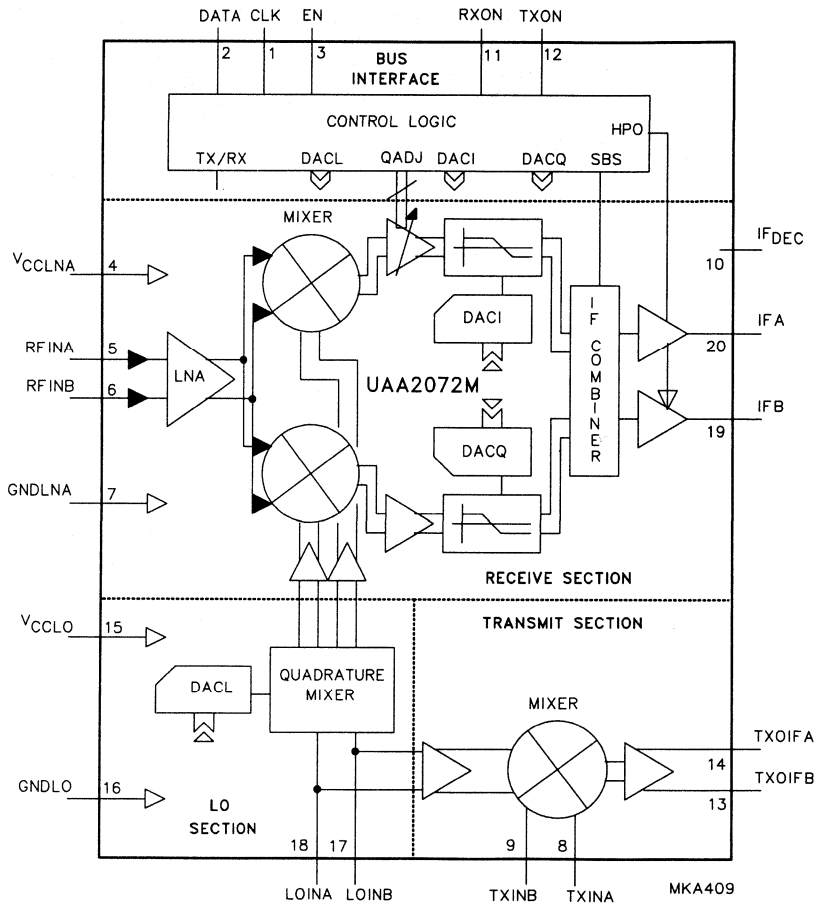 DATA CLK EN RXON TXON
2 1 3 11 12
BUS
INTERFACE
CONTROL LOGIC
HPO
TX/RX DACL QADJ DACI DACQ SBS
MIXER
VCCLNA 4
IFDEC
10
DACI
IF COMBINER
IFA
20
RFINA 5
LNA
RFINB 6
UAA2072M
IFB
19
DACQ
GNDLNA 7
RECEIVE SECTION
VCCLO 15
TRANSMIT SECTION
QUADRATURE
MIXER
DACL
MIXER
TXOIFA
14
TXOIFB
13
GNDLO 16
LO
SECTION
18 17 9 8
LOINA LOINB TXINB TXINA
MKA409